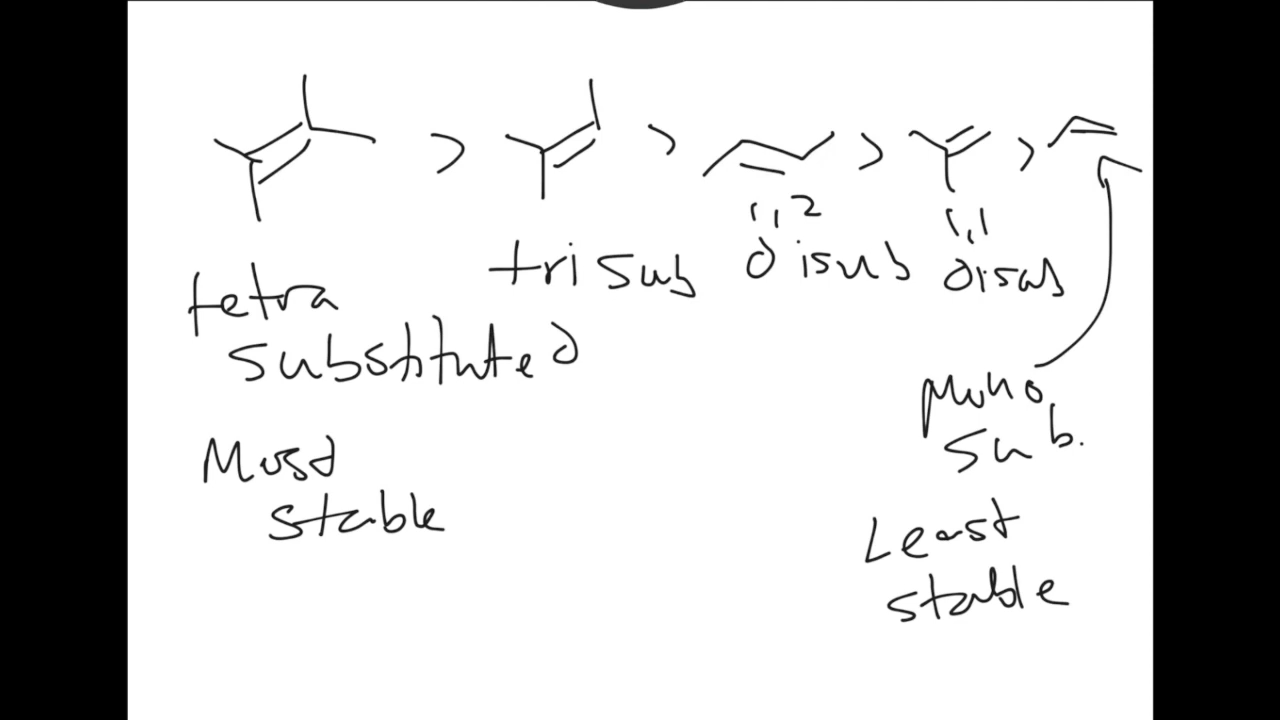 > > > >
1,2 1,1
tri sub disub disub
tetra
substituted
Mono
sub.
Most
stable
Least
stable